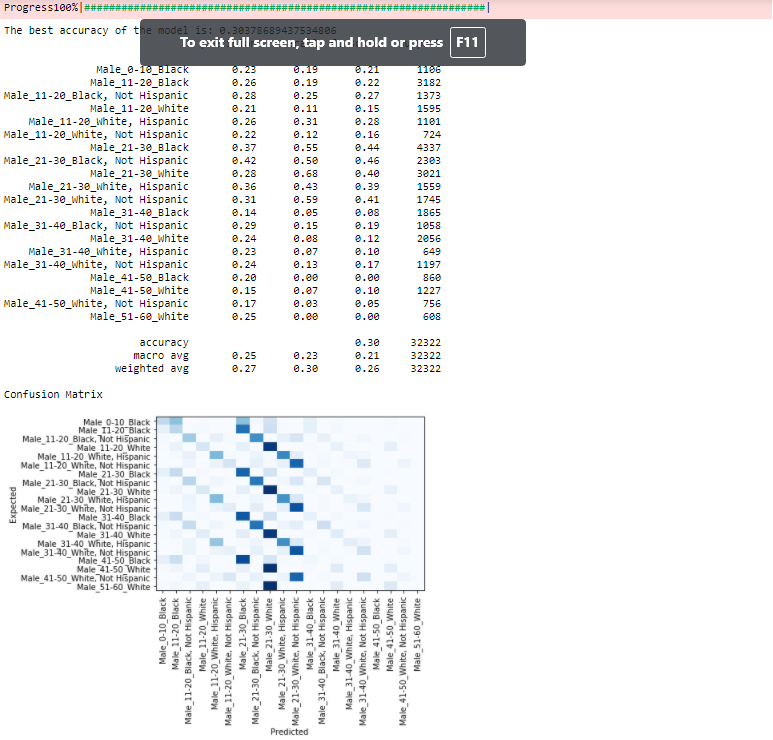 Progress100%|####################################################################|
The best accuracy of the model is: 0.30378689437534806
To exit full screen, tap and hold or press F11
Male_0-10_Black 0.23 0.19 0.21 1106
Male_11-20_Black 0.26 0.19 0.22 3182
Male_11-20_Black, Not Hispanic 0.28 0.25 0.27 1373
Male_11-20_White 0.21 0.11 0.15 1595
Male_11-20_White, Hispanic 0.26 0.31 0.28 1101
Male_11-20_White, Not Hispanic 0.22 0.12 0.16 724
Male_21-30_Black 0.37 0.55 0.44 4337
Male_21-30_Black, Not Hispanic 0.42 0.50 0.46 2303
Male_21-30_White 0.28 0.68 0.40 3021
Male_21-30_White, Hispanic 0.36 0.43 0.39 1559
Male_21-30_White, Not Hispanic 0.31 0.59 0.41 1745
Male_31-40_Black 0.14 0.05 0.08 1865
Male_31-40_Black, Not Hispanic 0.29 0.15 0.19 1058
Male_31-40_White 0.24 0.08 0.12 2056
Male_31-40_White, Hispanic 0.23 0.07 0.10 649
Male_31-40_White, Not Hispanic 0.24 0.13 0.17 1197
Male_41-50_Black 0.20 0.00 0.00 860
Male_41-50_White 0.15 0.07 0.10 1227
Male_41-50_White, Not Hispanic 0.17 0.03 0.05 756
Male_51-60_White 0.25 0.00 0.00 608
accuracy 0.30 32322
macro avg 0.25 0.23 0.21 32322
weighted avg 0.27 0.30 0.26 32322
Confusion Matrix
Expected
Male_0-10_Black
Male_11-20_Black
Male_11-20_Black, Not Hispanic
Male_11-20_White
Male_11-20_White, Hispanic
Male_11-20_White, Not Hispanic
Male_21-30_Black
Male_21-30_Black, Not Hispanic
Male_21-30_White
Male_21-30_White, Hispanic
Male_21-30_White, Not Hispanic
Male_31-40_Black
Male_31-40_Black, Not Hispanic
Male_31-40_White
Male_31-40_White, Hispanic
Male_31-40_White, Not Hispanic
Male_41-50_Black
Male_41-50_White
Male_41-50_White, Not Hispanic
Male_51-60_White
Male_0-10_Black
Male_11-20_Black
Male_11-20_Black, Not Hispanic
Male_11-20_White
Male_11-20_White, Hispanic
Male_11-20_White, Not Hispanic
Male_21-30_Black
Male_21-30_Black, Not Hispanic
Male_21-30_White
Male_21-30_White, Hispanic
Male_21-30_White, Not Hispanic
Male_31-40_Black
Male_31-40_Black, Not Hispanic
Male_31-40_White
Male_31-40_White, Hispanic
Male_31-40_White, Not Hispanic
Male_41-50_Black
Male_41-50_White
Male_41-50_White, Not Hispanic
Male_51-60_White
Predicted